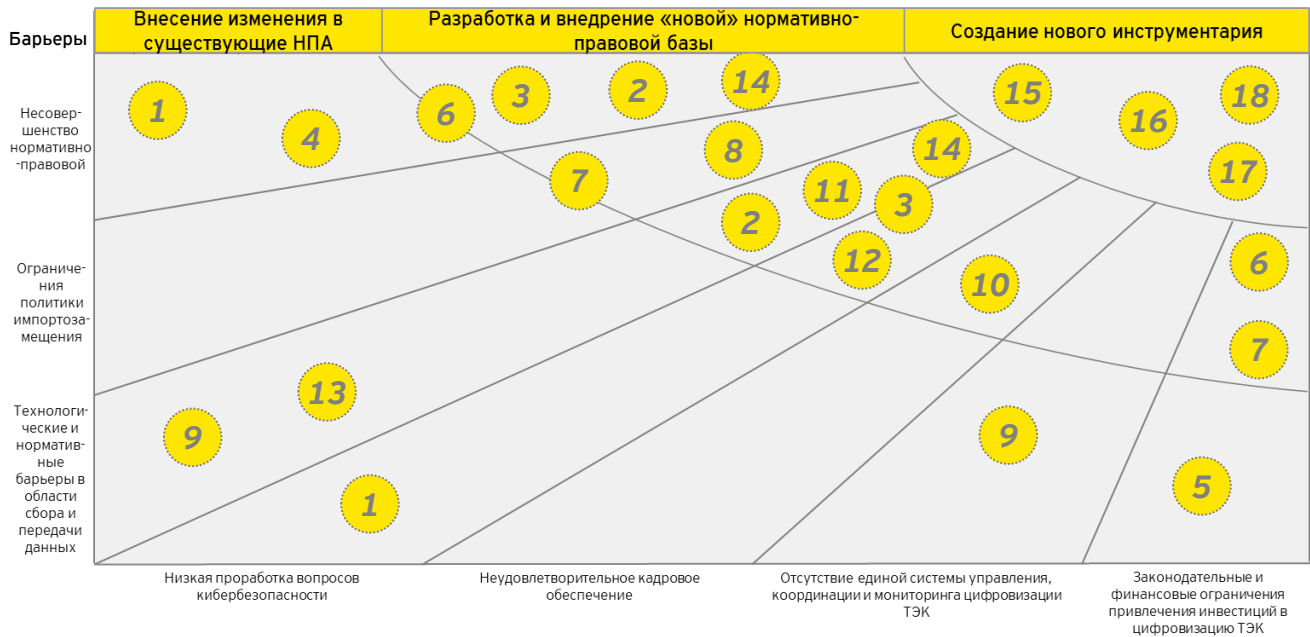 Барьеры
Внесение изменения в
существующие НПА
Разработка и внедрение «новой» нормативно-
правовой базы
Создание нового инструментария
Несовер-
шенство
нормативно
-правовой
Ограниче-
ния
политики
импортоза-
мещения
Технологи-
ческие и
норматив-
ные
барьеры в
области
сбора и
передачи
данных
1
4
6
3
2
14
15
16
18
17
7
8
14
11
3
2
12
10
6
7
13
9
1
9
5
Низкая проработка вопросов
кибербезопасности
Неудовлетворительное кадровое
обеспечение
Отсутствие единой системы управления,
координации и мониторинга цифровизации
ТЭК
Законодательные и
финансовые ограничения
привлечения инвестиций в
цифровизацию ТЭК